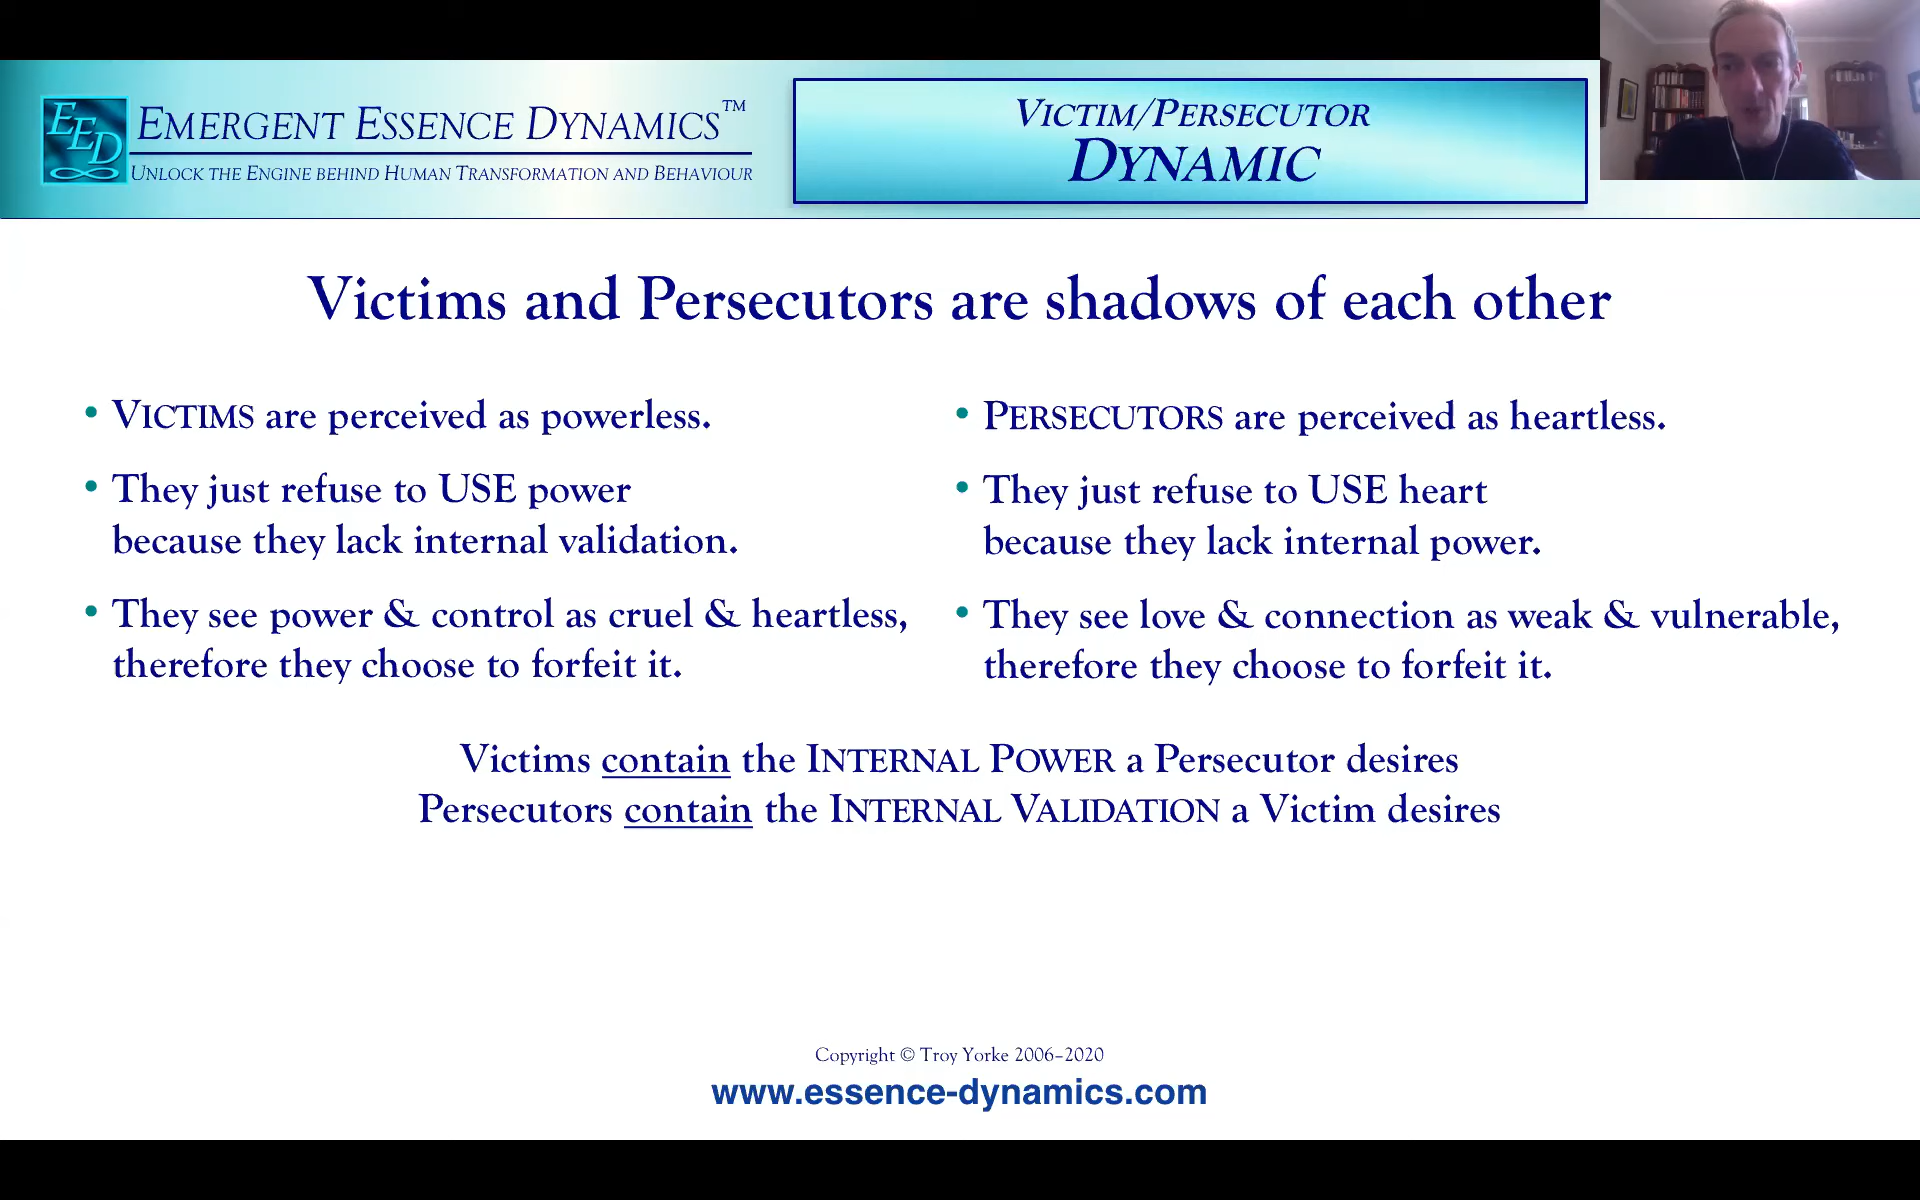 EED
EMERGENT ESSENCE DYNAMICS™
UNLOCK THE ENGINE BEHIND HUMAN TRANSFORMATION AND BEHAVIOUR
VICTIM/PERSECUTOR
DYNAMIC
Victims and Persecutors are shadows of each other
• VICTIMS are perceived as powerless.
• They just refuse to USE power
because they lack internal validation.
• They see power & control as cruel & heartless,
therefore they choose to forfeit it.
• PERSECUTORS are perceived as heartless.
• They just refuse to USE heart
because they lack internal power.
• They see love & connection as weak & vulnerable,
therefore they choose to forfeit it.
Victims contain the INTERNAL POWER a Persecutor desires
Persecutors contain the INTERNAL VALIDATION a Victim desires
Copyright © Troy Yorke 2006–2020
www.essence-dynamics.com